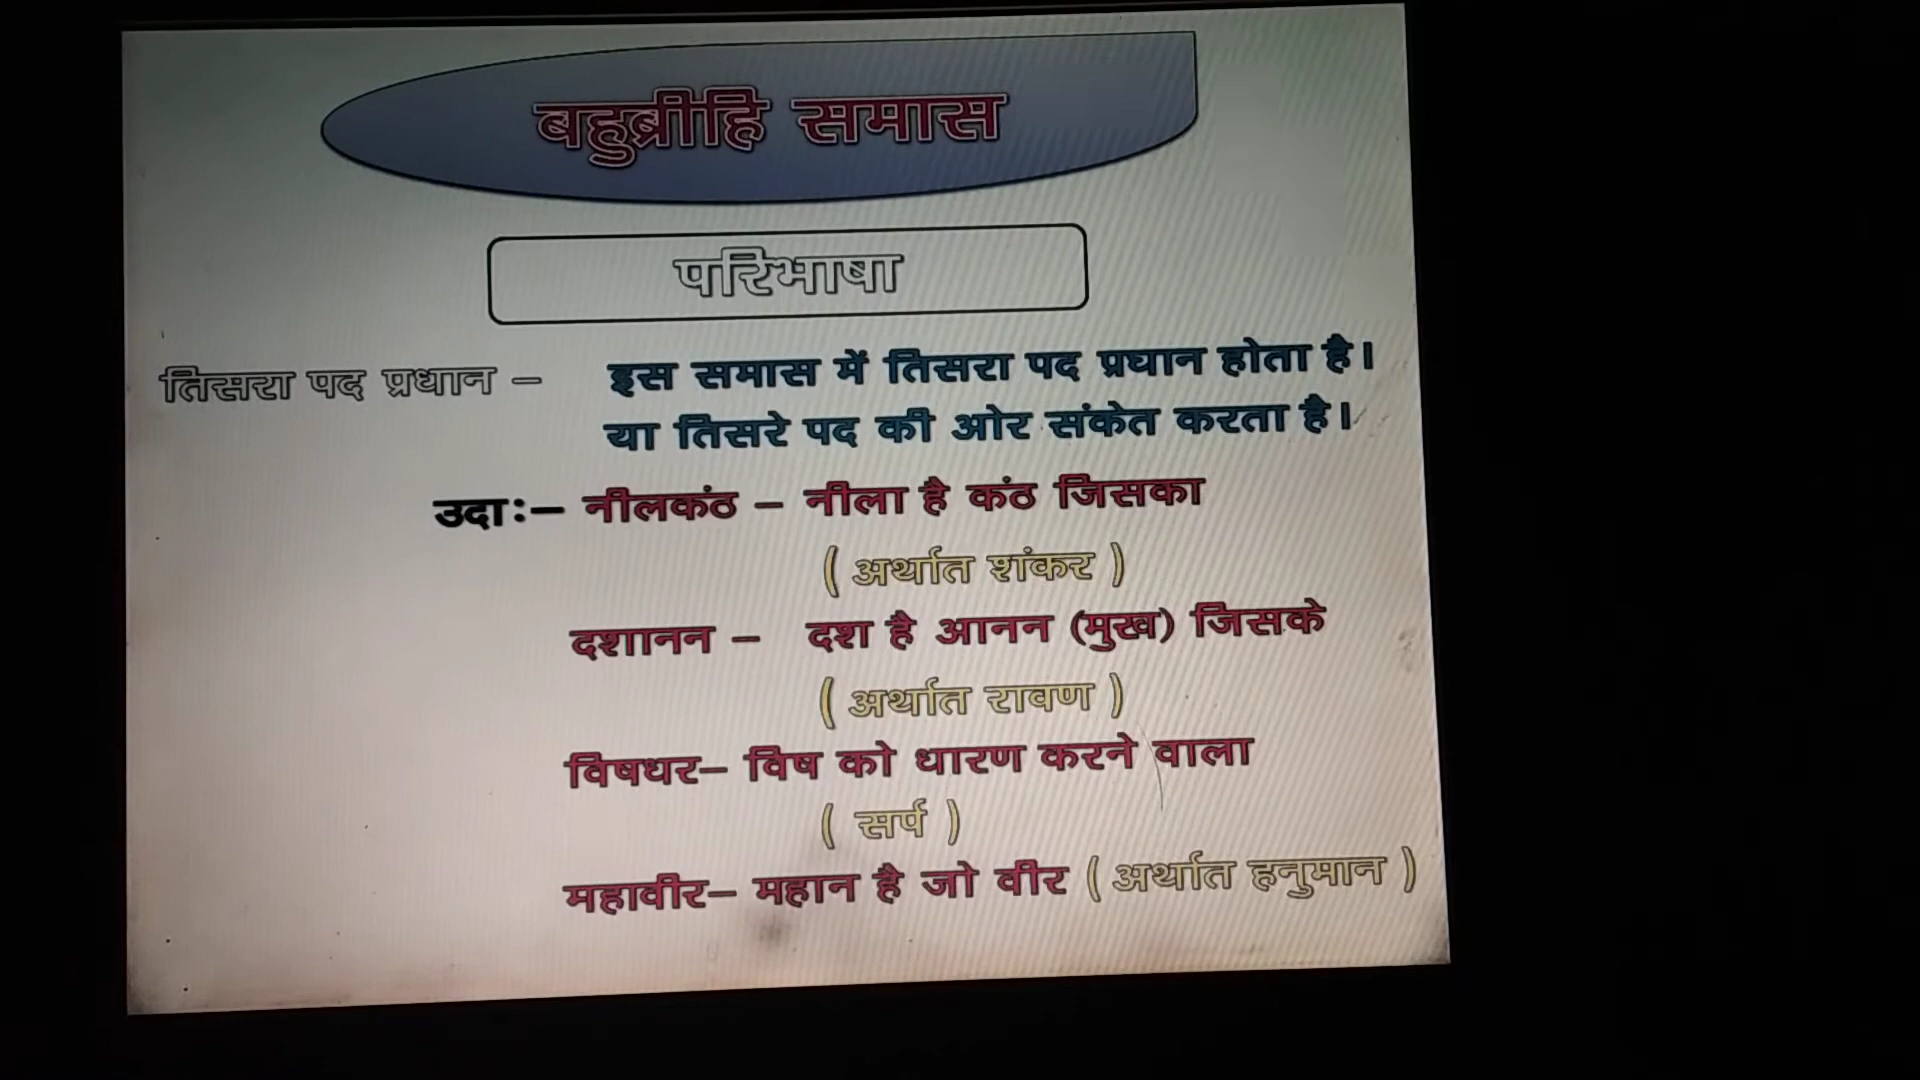 बहुब्रीहि समास
परिभाषा
तिसरा पद प्रधान – इस समास में तिसरा पद प्रघान होता है।
या तिसरे पद की ओर संकेत करता है।
उदाः– नीलकंठ – नीला है कंठ जिसका
( अर्थात शंकर )
दशानन – दश है आनन (मुख) जिसके
( अर्थात रावण )
विषधर– विष को धारण करने वाला
( सर्प )
महावीर– महान है जो वीर ( अर्थात हनुमान )